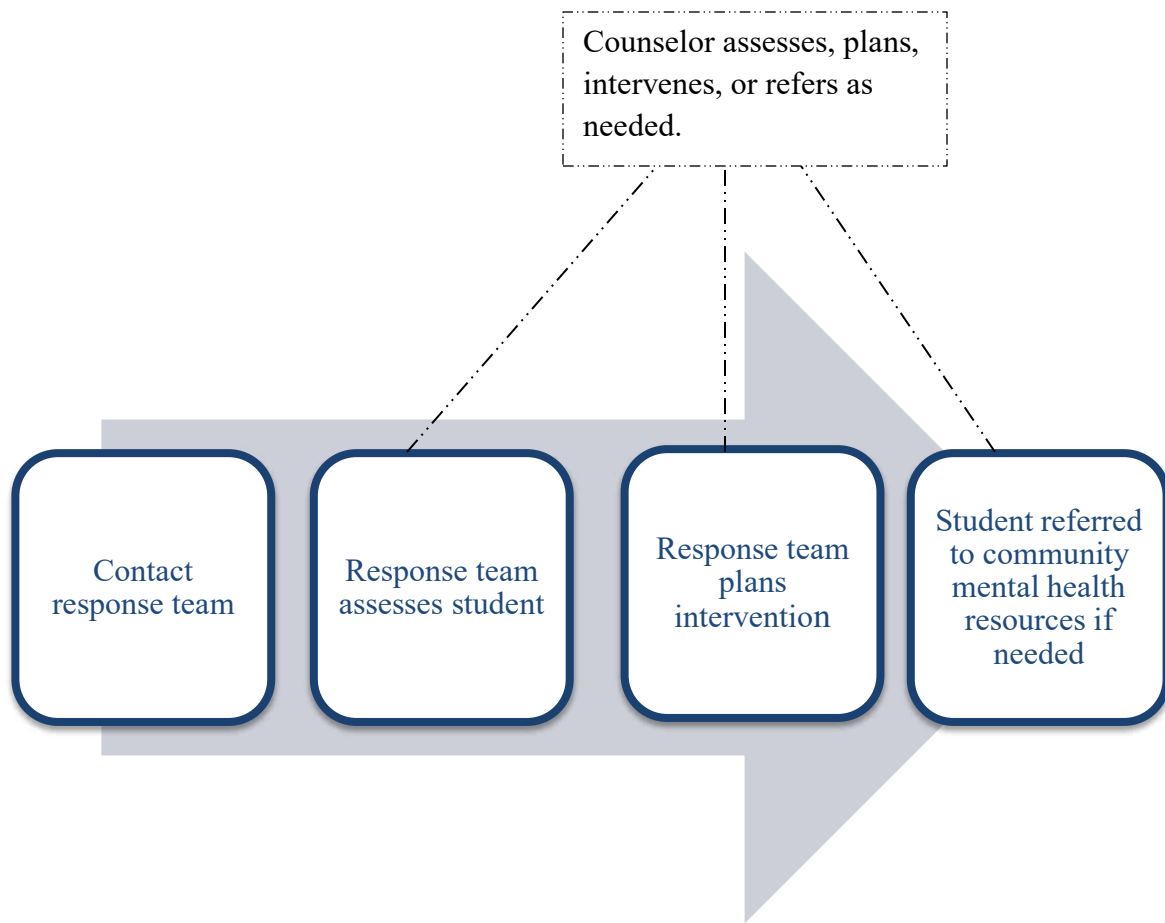 Counselor assesses, plans,
intervenes, or refers as
needed.
Contact
response team
Response team
assesses student
Response team
plans
intervention
Student referred
to community
mental health
resources if
needed